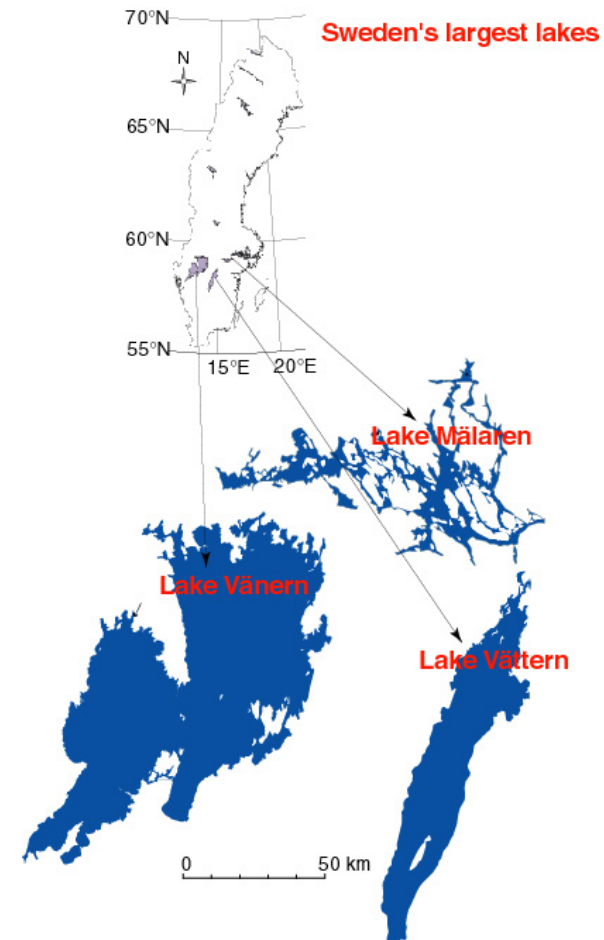 70°N
Sweden's largest lakes
N
65°N
60°N
55°N
15°E 20°E
Lake Mälaren
Lake Vänern
Lake Vättern
0 50 km